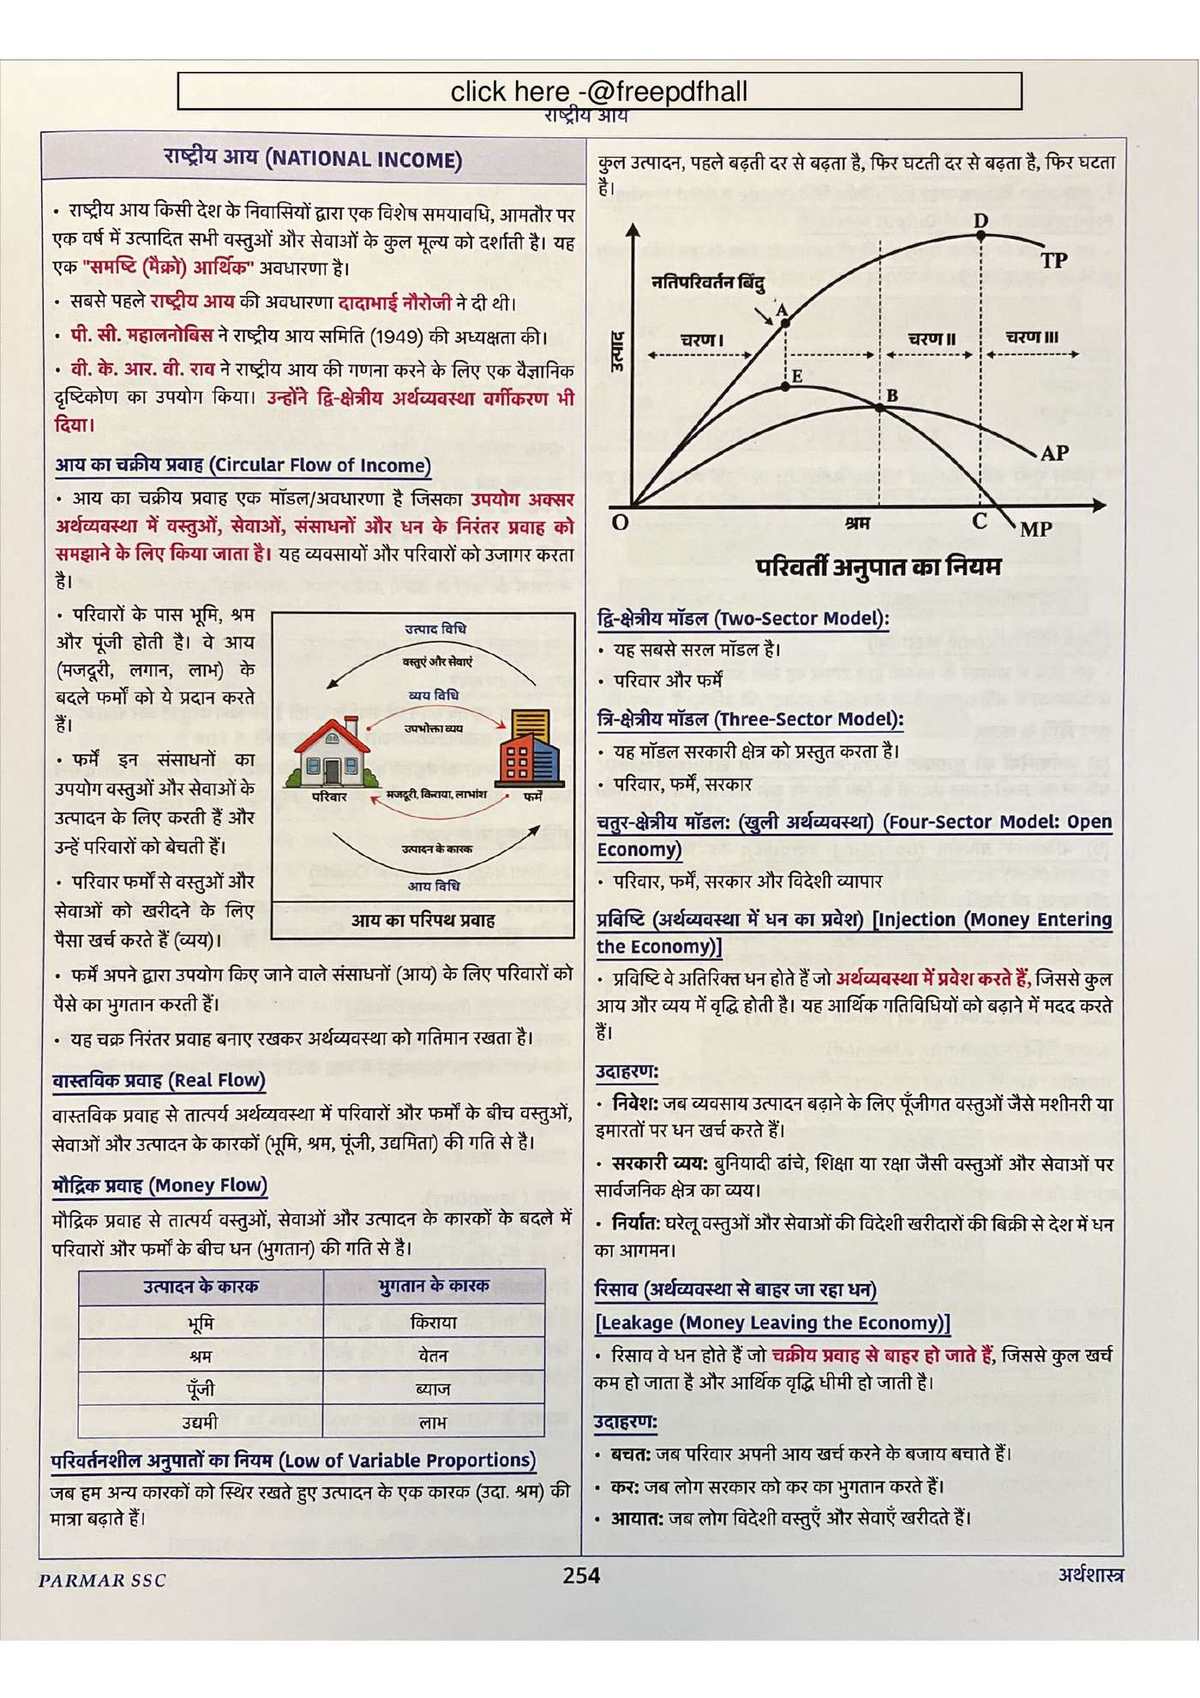 click here -@freepdfhall
राष्ट्रीय आय
राष्ट्रीय आय (NATIONAL INCOME)
• राष्ट्रीय आय किसी देश के निवासियों द्वारा एक विशेष समयावधि, आमतौर पर
एक वर्ष में उत्पादित सभी वस्तुओं और सेवाओं के कुल मूल्य को दर्शाती है। यह
एक "समष्टि (मैक्रो) आर्थिक" अवधारणा है।
• सबसे पहले राष्ट्रीय आय की अवधारणा दादाभाई नौरोजी ने दी थी।
• पी. सी. महालनोबिस ने राष्ट्रीय आय समिति (1949) की अध्यक्षता की।
• वी. के. आर. वी. राव ने राष्ट्रीय आय की गणना करने के लिए एक वैज्ञानिक
दृष्टिकोण का उपयोग किया। उन्होंने द्वि-क्षेत्रीय अर्थव्यवस्था वर्गीकरण भी
दिया।
आय का चक्रीय प्रवाह (Circular Flow of Income)
• आय का चक्रीय प्रवाह एक मॉडल/अवधारणा है जिसका उपयोग अक्सर
अर्थव्यवस्था में वस्तुओं, सेवाओं, संसाधनों और धन के निरंतर प्रवाह को
समझाने के लिए किया जाता है। यह व्यवसायों और परिवारों को उजागर करता
है।
• परिवारों के पास भूमि, श्रम
और पूंजी होती है। वे आय
(मजदूरी, लगान, लाभ) के
बदले फर्मों को ये प्रदान करते
हैं।
• फर्में इन संसाधनों का
उपयोग वस्तुओं और सेवाओं के
उत्पादन के लिए करती हैं और
उन्हें परिवारों को बेचती हैं।
• परिवार फर्मों से वस्तुओं और
सेवाओं को खरीदने के लिए
पैसा खर्च करते हैं (व्यय)।
उत्पाद विधि
वस्तुएं और सेवाएं
व्यय विधि
उपभोक्ता व्यय
परिवार
मजदूरी, किराया, लाभांश
फर्में
उत्पादन के कारक
आय विधि
आय का परिपथ प्रवाह
• फर्में अपने द्वारा उपयोग किए जाने वाले संसाधनों (आय) के लिए परिवारों को
पैसे का भुगतान करती हैं।
• यह चक्र निरंतर प्रवाह बनाए रखकर अर्थव्यवस्था को गतिमान रखता है।
वास्तविक प्रवाह (Real Flow)
वास्तविक प्रवाह से तात्पर्य अर्थव्यवस्था में परिवारों और फर्मों के बीच वस्तुओं,
सेवाओं और उत्पादन के कारकों (भूमि, श्रम, पूंजी, उद्यमिता) की गति से है।
मौद्रिक प्रवाह (Money Flow)
मौद्रिक प्रवाह से तात्पर्य वस्तुओं, सेवाओं और उत्पादन के कारकों के बदले में
परिवारों और फर्मों के बीच धन (भुगतान) की गति से है।
उत्पादन के कारक भुगतान के कारक
भूमि किराया
श्रम वेतन
पूँजी ब्याज
उद्यमी लाभ
परिवर्तनशील अनुपातों का नियम (Low of Variable Proportions)
जब हम अन्य कारकों को स्थिर रखते हुए उत्पादन के एक कारक (उदा. श्रम) की
मात्रा बढ़ाते हैं।
कुल उत्पादन, पहले बढ़ती दर से बढ़ता है, फिर घटती दर से बढ़ता है, फिर घटता
है।
D
TP
नतिपरिवर्तन बिंदु
A
चरण I
चरण II
चरण III
उत्पाद
E
B
AP
O
श्रम
C
MP
परिवर्ती अनुपात का नियम
द्वि-क्षेत्रीय मॉडल (Two-Sector Model):
• यह सबसे सरल मॉडल है।
• परिवार और फर्में
त्रि-क्षेत्रीय मॉडल (Three-Sector Model):
• यह मॉडल सरकारी क्षेत्र को प्रस्तुत करता है।
• परिवार, फर्में, सरकार
चतुर-क्षेत्रीय मॉडल: (खुली अर्थव्यवस्था) (Four-Sector Model: Open
Economy)
• परिवार, फर्में, सरकार और विदेशी व्यापार
प्रविष्टि (अर्थव्यवस्था में धन का प्रवेश) [Injection (Money Entering
the Economy)]
• प्रविष्टि वे अतिरिक्त धन होते हैं जो अर्थव्यवस्था में प्रवेश करते हैं, जिससे कुल
आय और व्यय में वृद्धि होती है। यह आर्थिक गतिविधियों को बढ़ाने में मदद करते
हैं।
उदाहरण:
• निवेश: जब व्यवसाय उत्पादन बढ़ाने के लिए पूँजीगत वस्तुओं जैसे मशीनरी या
इमारतों पर धन खर्च करते हैं।
• सरकारी व्यय: बुनियादी ढांचे, शिक्षा या रक्षा जैसी वस्तुओं और सेवाओं पर
सार्वजनिक क्षेत्र का व्यय।
• निर्यात: घरेलू वस्तुओं और सेवाओं की विदेशी खरीदारों की बिक्री से देश में धन
का आगमन।
रिसाव (अर्थव्यवस्था से बाहर जा रहा धन)
[Leakage (Money Leaving the Economy)]
• रिसाव वे धन होते हैं जो चक्रीय प्रवाह से बाहर हो जाते हैं, जिससे कुल खर्च
कम हो जाता है और आर्थिक वृद्धि धीमी हो जाती है।
उदाहरण:
• बचत: जब परिवार अपनी आय खर्च करने के बजाय बचाते हैं।
• कर: जब लोग सरकार को कर का भुगतान करते हैं।
• आयात: जब लोग विदेशी वस्तुएँ और सेवाएँ खरीदते हैं।
PARMAR SSC
254
अर्थशास्त्र